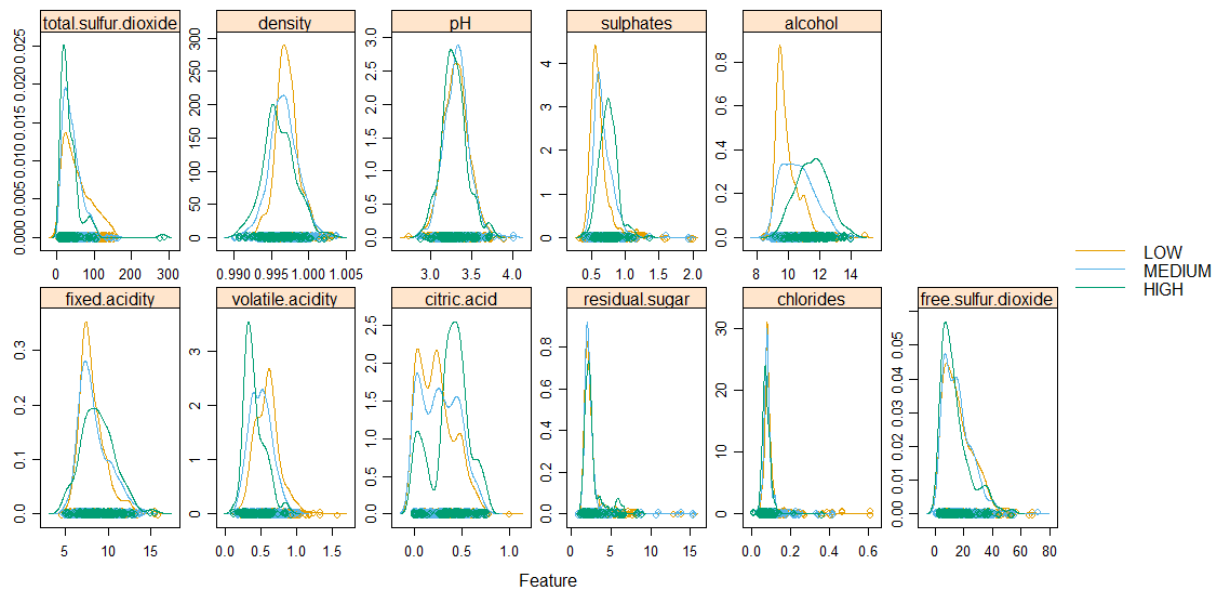 total.sulfur.dioxide density pH sulphates alcohol
0.000 0.005 0.010 0.015 0.020 0.025
0 50 100 150 200 250 300
0.0 0.5 1.0 1.5 2.0 2.5 3.0
0 1 2 3 4
0.0 0.2 0.4 0.6 0.8
0 100 200 300
0.990 0.995 1.000 1.005
3.0 3.5 4.0
0.5 1.0 1.5 2.0
8 10 12 14
LOW
MEDIUM
HIGH
fixed.acidity volatile.acidity citric.acid residual.sugar chlorides free.sulfur.dioxide
0.0 0.1 0.2 0.3
0 1 2 3
0.0 0.5 1.0 1.5 2.0 2.5
0.0 0.2 0.4 0.6 0.8
0 10 20 30
0.00 0.01 0.02 0.03 0.04 0.05
5 10 15
0.0 0.5 1.0 1.5
0.0 0.5 1.0
0 5 10 15
0.0 0.2 0.4 0.6
0 20 40 60 80
Feature